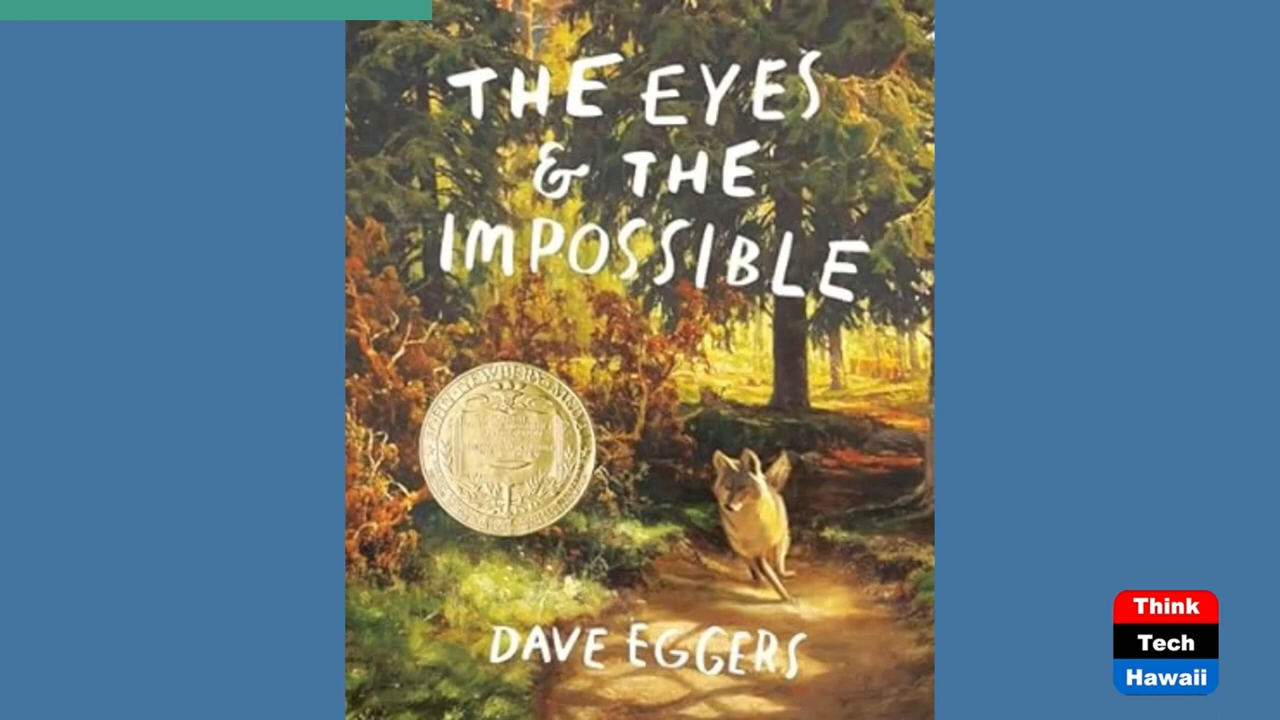 THE EYES
& THE
IMPOSSIBLE
DAVE EGGERS
Think
Tech
Hawaii